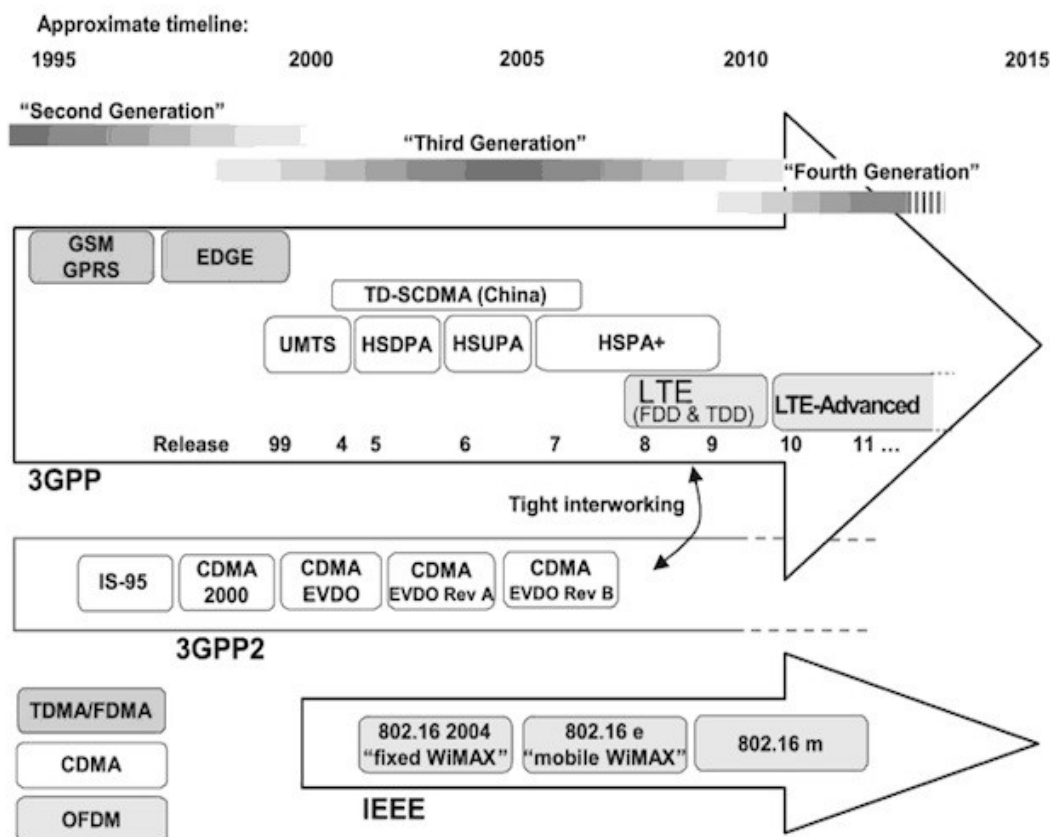 Approximate timeline:
1995 2000 2005 2010 2015
“Second Generation”
“Third Generation”
“Fourth Generation”
GSM
GPRS
EDGE
TD-SCDMA (China)
UMTS HSDPA HSUPA HSPA+
LTE
(FDD & TDD)
LTE-Advanced
Release 99 4 5 6 7 8 9 10 11 ...
3GPP
Tight interworking
IS-95
CDMA
2000
CDMA
EVDO
CDMA
EVDO Rev A
CDMA
EVDO Rev B
3GPP2
TDMA/FDMA
CDMA
OFDM
802.16 2004
“fixed WiMAX”
802.16 e
“mobile WiMAX”
802.16 m
IEEE